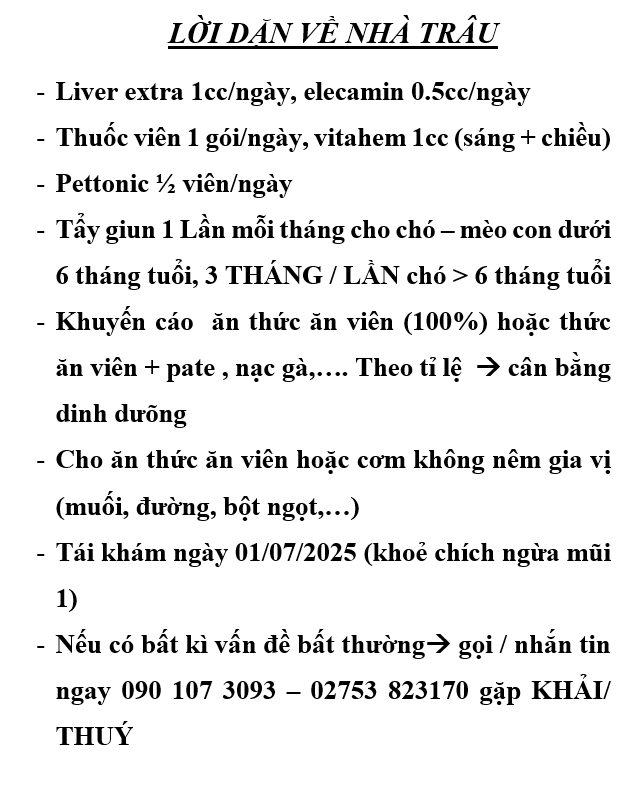 LỜI DẶN VỀ NHÀ TRÂU
- Liver extra 1cc/ngày, elecamin 0.5cc/ngày
- Thuốc viên 1 gói/ngày, vitahem 1cc (sáng + chiều)
- Pettonic ½ viên/ngày
- Tẩy giun 1 Lần mỗi tháng cho chó – mèo con dưới
6 tháng tuổi, 3 THÁNG / LẦN chó > 6 tháng tuổi
- Khuyến cáo ăn thức ăn viên (100%) hoặc thức
ăn viên + pate , nạc gà,…. Theo tỉ lệ → cân bằng
dinh dưỡng
- Cho ăn thức ăn viên hoặc cơm không nêm gia vị
(muối, đường, bột ngọt,…)
- Tái khám ngày 01/07/2025 (khoẻ chích ngừa mũi
1)
- Nếu có bất kì vấn đề bất thường→ gọi / nhắn tin
ngay 090 107 3093 – 02753 823170 gặp KHẢI/
THUÝ